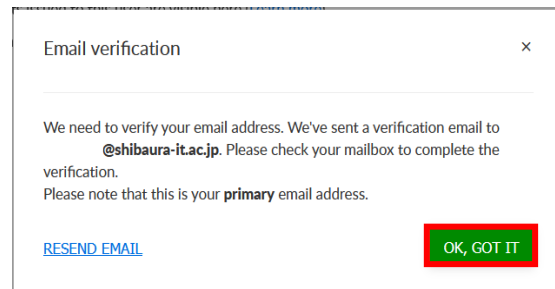 Email verification ×
We need to verify your email address. We've sent a verification email to
@shibaura-it.ac.jp. Please check your mailbox to complete the
verification.
Please note that this is your primary email address.
RESEND EMAIL OK, GOT IT